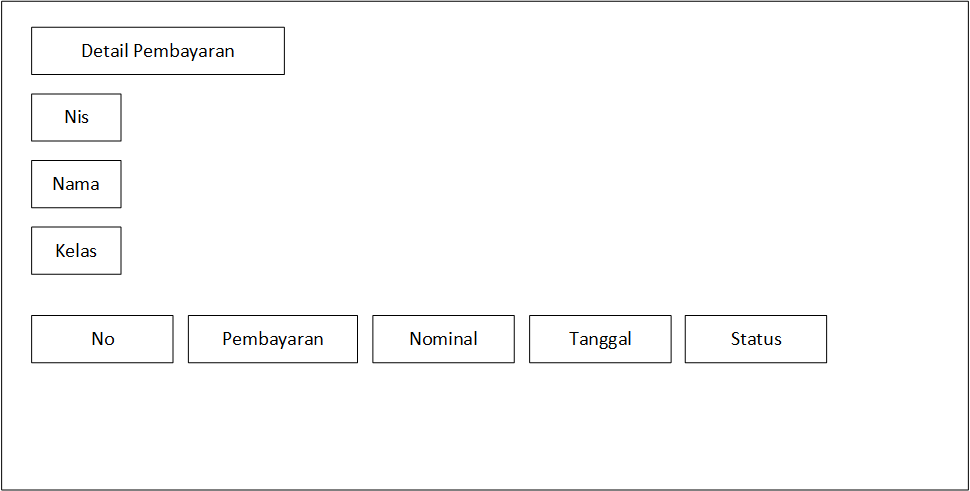 Detail Pembayaran
Nis
Nama
Kelas
No Pembayaran Nominal Tanggal Status